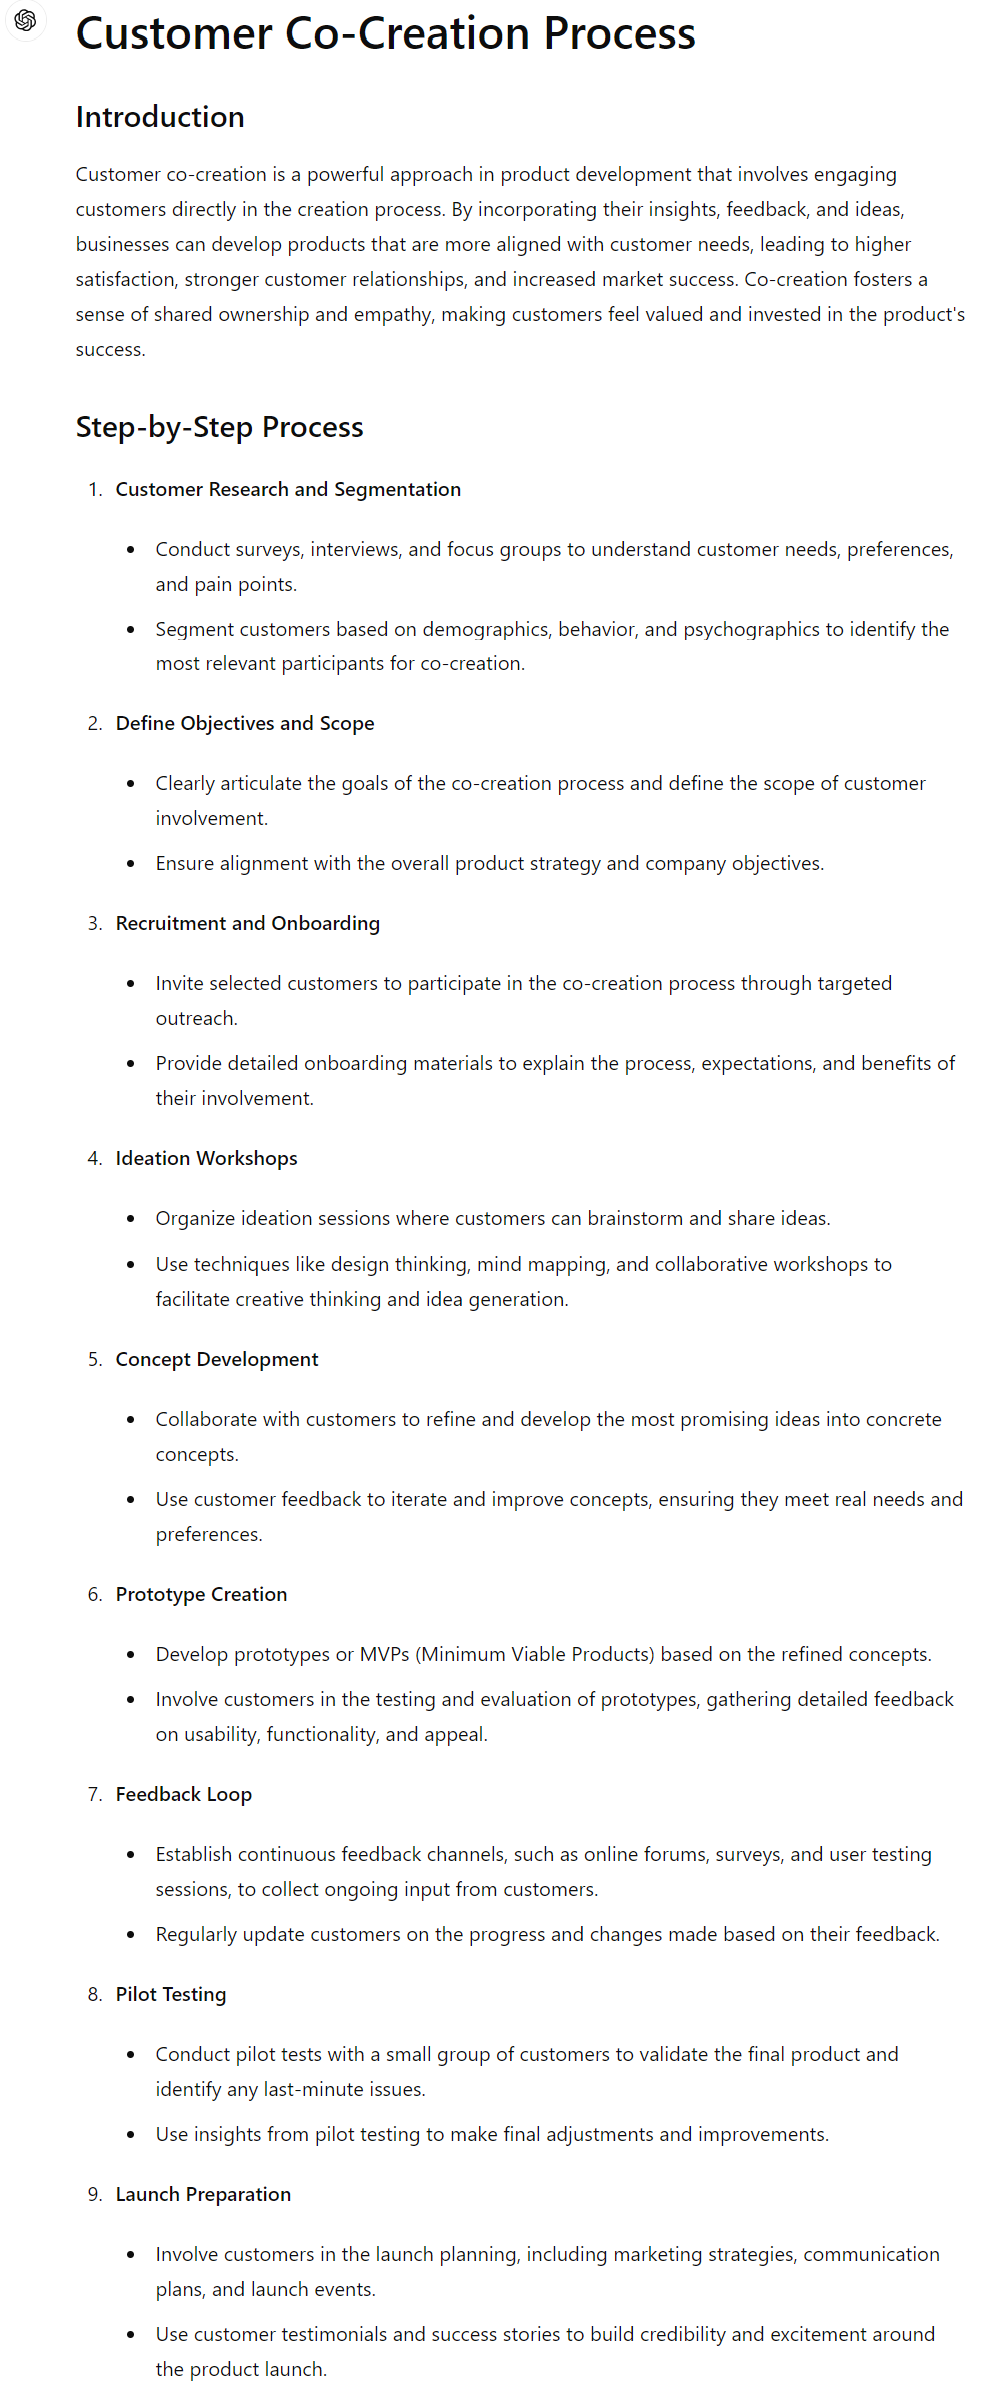 Customer Co-Creation Process
Introduction
Customer co-creation is a powerful approach in product development that involves engaging
customers directly in the creation process. By incorporating their insights, feedback, and ideas,
businesses can develop products that are more aligned with customer needs, leading to higher
satisfaction, stronger customer relationships, and increased market success. Co-creation fosters a
sense of shared ownership and empathy, making customers feel valued and invested in the product's
success.
Step-by-Step Process
1. Customer Research and Segmentation
• Conduct surveys, interviews, and focus groups to understand customer needs, preferences,
and pain points.
• Segment customers based on demographics, behavior, and psychographics to identify the
most relevant participants for co-creation.
2. Define Objectives and Scope
• Clearly articulate the goals of the co-creation process and define the scope of customer
involvement.
• Ensure alignment with the overall product strategy and company objectives.
3. Recruitment and Onboarding
• Invite selected customers to participate in the co-creation process through targeted
outreach.
• Provide detailed onboarding materials to explain the process, expectations, and benefits of
their involvement.
4. Ideation Workshops
• Organize ideation sessions where customers can brainstorm and share ideas.
• Use techniques like design thinking, mind mapping, and collaborative workshops to
facilitate creative thinking and idea generation.
5. Concept Development
• Collaborate with customers to refine and develop the most promising ideas into concrete
concepts.
• Use customer feedback to iterate and improve concepts, ensuring they meet real needs and
preferences.
6. Prototype Creation
• Develop prototypes or MVPs (Minimum Viable Products) based on the refined concepts.
• Involve customers in the testing and evaluation of prototypes, gathering detailed feedback
on usability, functionality, and appeal.
7. Feedback Loop
• Establish continuous feedback channels, such as online forums, surveys, and user testing
sessions, to collect ongoing input from customers.
• Regularly update customers on the progress and changes made based on their feedback.
8. Pilot Testing
• Conduct pilot tests with a small group of customers to validate the final product and
identify any last-minute issues.
• Use insights from pilot testing to make final adjustments and improvements.
9. Launch Preparation
• Involve customers in the launch planning, including marketing strategies, communication
plans, and launch events.
• Use customer testimonials and success stories to build credibility and excitement around
the product launch.